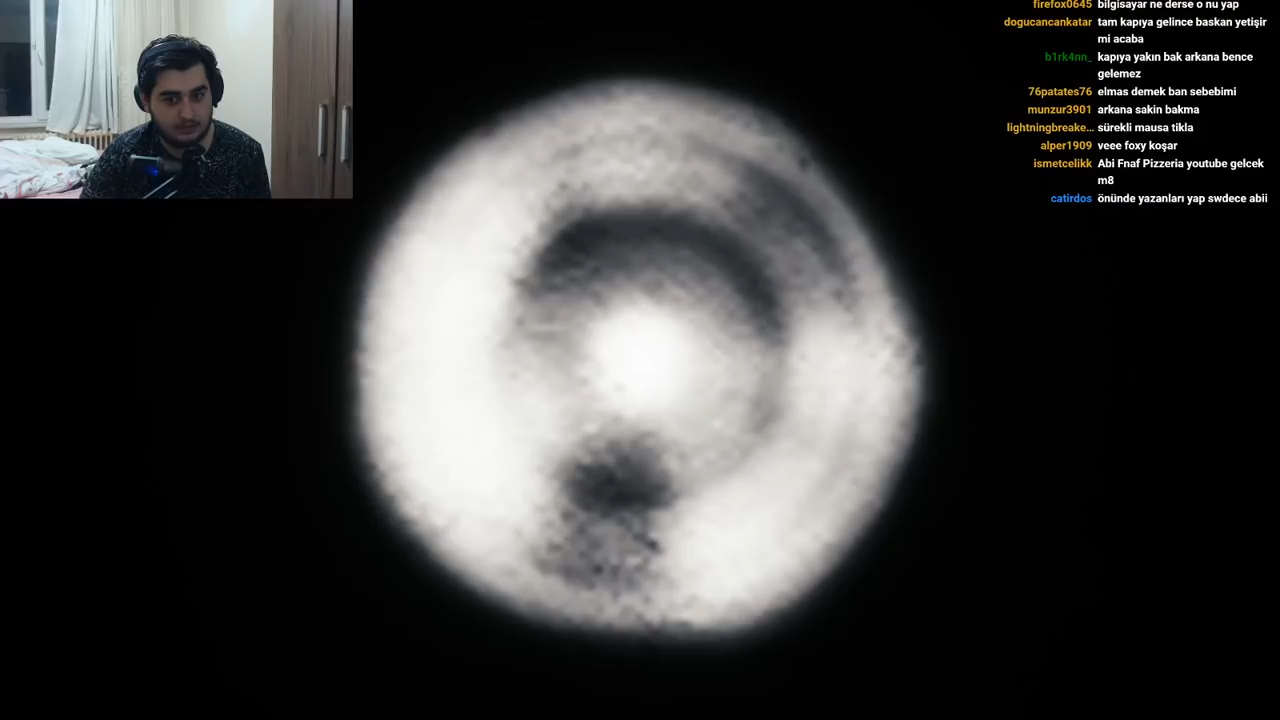 firefox0645 bilgisayar ne derse o nu yap
dogucancankatar tam kapıya gelince baskan yetişir
mi acaba
b1rk4nn_ kapıya yakın bak arkana bence
gelemez
76patates76 elmas demek ban sebebimi
munzur3901 arkana sakin bakma
lightningbreake... sürekli mausa tikla
alper1909 veee foxy koşar
ismetcelikk Abi Fnaf Pizzeria youtube gelcek
m8
catirdos önünde yazanları yap swdece abii